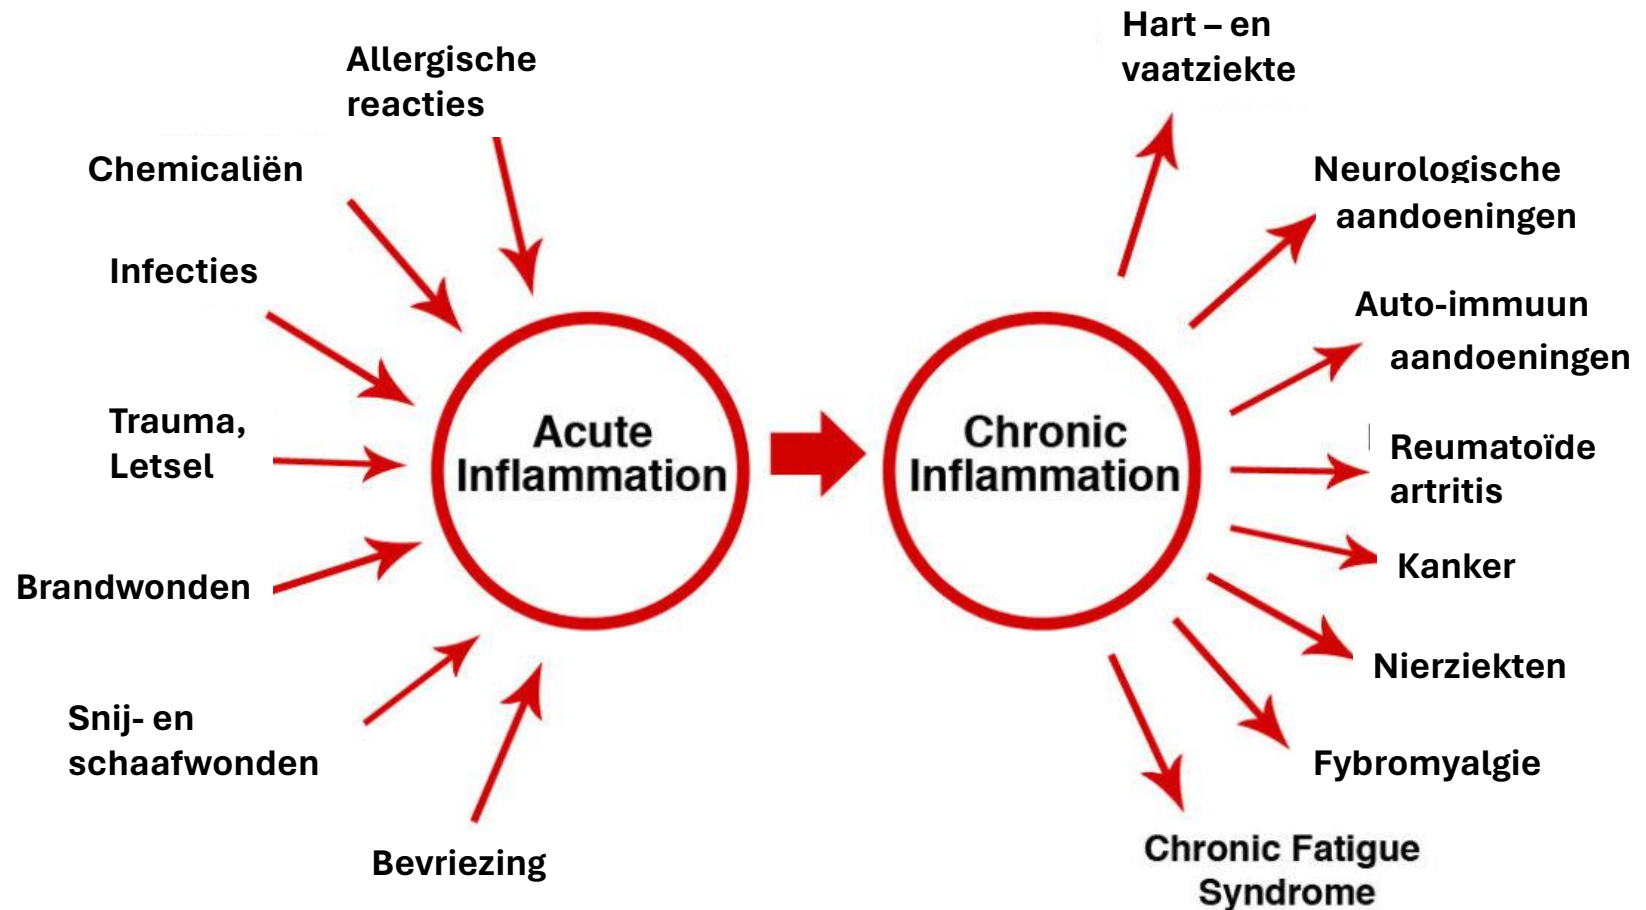 Allergische
reacties
Chemicaliën
Infecties
Trauma,
Letsel
Brandwonden
Snij- en
schaafwonden
Bevriezing
Acute
Inflammation
Chronic
Inflammation
Hart – en
vaatziekte
Neurologische
aandoeningen
Auto-immuun
aandoeningen
Reumatoïde
artritis
Kanker
Nierziekten
Fybromyalgie
Chronic Fatigue
Syndrome